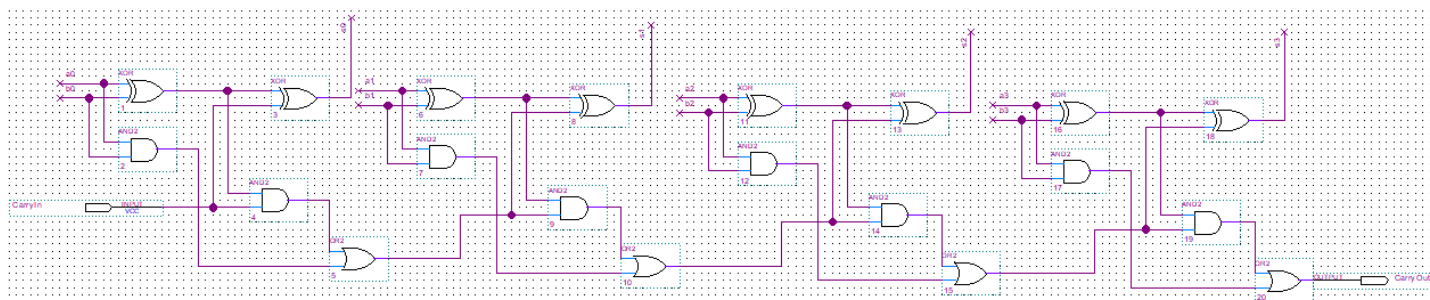 s0
s1
s2
s3
a0
b0
XOR
1
XOR
3
AND2
2
CarryIn
INPUT
VCC
AND2
4
OR2
5
a1
b1
XOR
6
XOR
8
AND2
7
AND2
9
OR2
10
a2
b2
XOR
11
XOR
13
AND2
12
AND2
14
OR2
15
a3
b3
XOR
16
XOR
18
AND2
17
AND2
19
OR2
20
OUTPUT
Carry Out